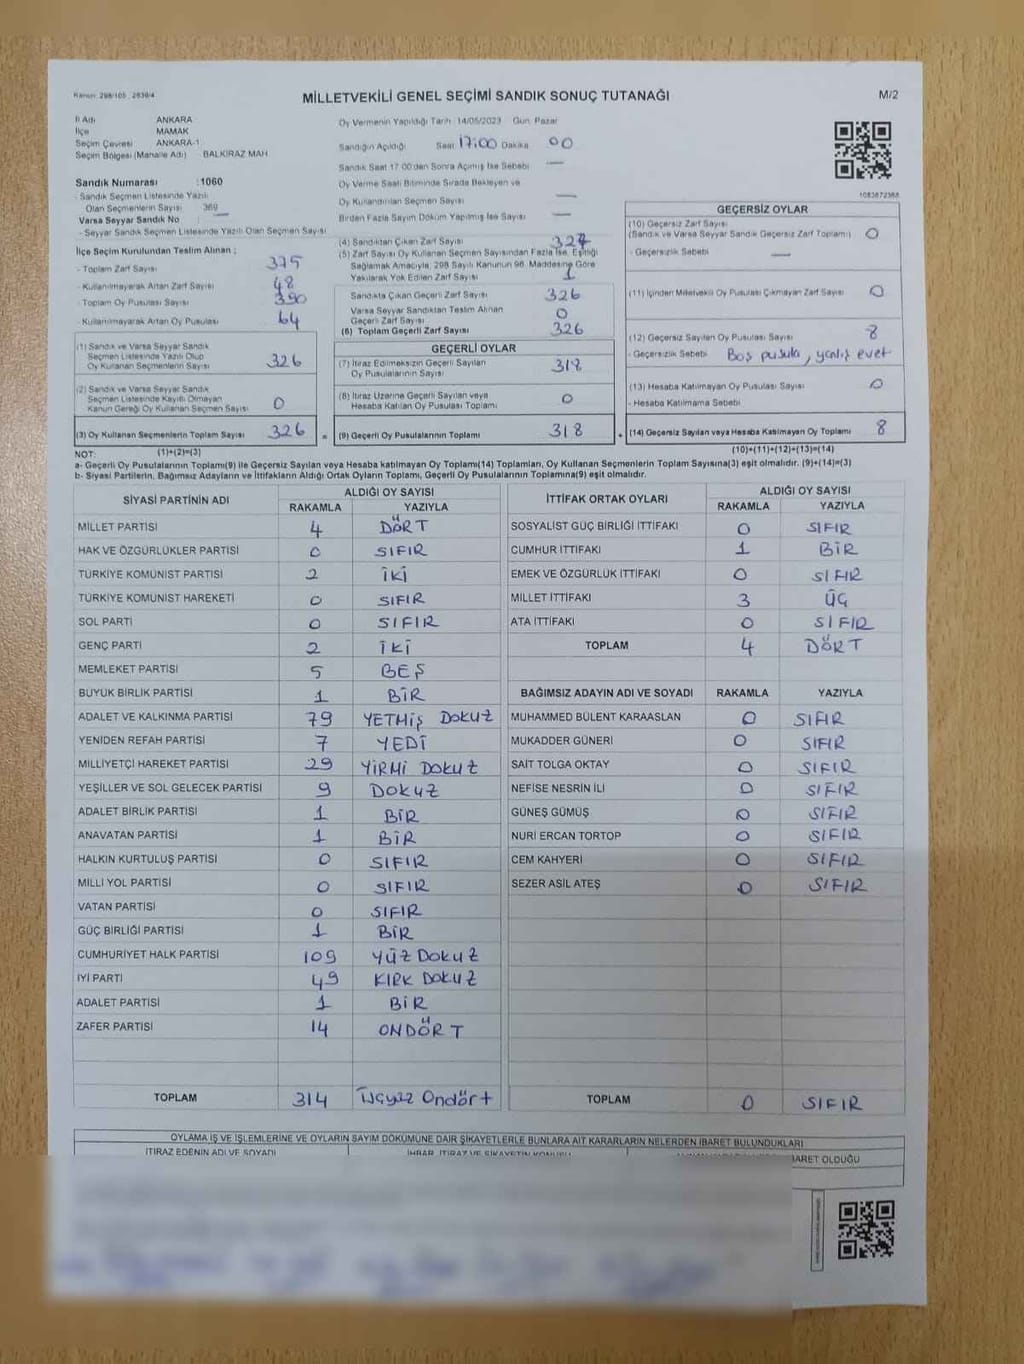 Kanun: 298/105 2839/4
MİLLETVEKİLİ GENEL SEÇİMİ SANDIK SONUÇ TUTANAĞI
M/2
İl Adı ANKARA
İlçe MAMAK
Seçim Çevresi ANKARA-1
Seçim Bölgesi (Mahalle Adı) BALKİRAZ MAH
Oy Vermenin Yapıldığı Tarih 14/05/2023 Gün: Pazar
Sandığın Açıldığı Saat 17:00 Dakika 00
Sandık Saat 17:00'den Sonra Açılmış İse Sebebi —
Oy Verme Saati Bitiminde Sırada Bekleyen ve
Oy Kullandırılan Seçmen Sayısı —
Birden Fazla Sayım Döküm Yapılmış İse Sayısı —
1083872368
Sandık Numarası :1060
- Sandık Seçmen Listesinde Yazılı
Olan Seçmenlerin Sayısı 369
Varsa Seyyar Sandık No : —
- Seyyar Sandık Seçmen Listesinde Yazılı Olan Seçmen Sayısı
İlçe Seçim Kurulundan Teslim Alınan ;
- Toplam Zarf Sayısı 375
- Kullanılmayarak Artan Zarf Sayısı 48
- Toplam Oy Pusulası Sayısı 390
- Kullanılmayarak Artan Oy Pusulası 64
(1) Sandık ve Varsa Seyyar Sandık
Seçmen Listesinde Yazılı Olup
Oy Kullanan Seçmenlerin Sayısı 326
(2) Sandık ve Varsa Seyyar Sandık
Seçmen Listesinde Kayıtlı Olmayan
Kanun Gereği Oy Kullanan Seçmen Sayısı 0
(3) Oy Kullanan Seçmenlerin Toplam Sayısı 326 =
(4) Sandıktan Çıkan Zarf Sayısı 327
(5) Zarf Sayısı Oy Kullanan Seçmen Sayısından Fazla İse, Eşitliği
Sağlamak Amacıyla, 298 Sayılı Kanunun 98. Maddesine Göre
Yakılarak Yok Edilen Zarf Sayısı 1
Sandıkta Çıkan Geçerli Zarf Sayısı 326
Varsa Seyyar Sandıktan Teslim Alınan
Geçerli Zarf Sayısı 0
(6) Toplam Geçerli Zarf Sayısı 326
GEÇERLİ OYLAR
(7) İtiraz Edilmeksizin Geçerli Sayılan
Oy Pusulalarının Sayısı 318
(8) İtiraz Üzerine Geçerli Sayılan veya
Hesaba Katılan Oy Pusulası Toplamı 0
(9) Geçerli Oy Pusulalarının Toplamı 318 +
GEÇERSİZ OYLAR
(10) Geçersiz Zarf Sayısı
(Sandık ve Varsa Seyyar Sandık Geçersiz Zarf Toplamı) 0
- Geçersizlik Sebebi —
(11) İçinden Milletvekili Oy Pusulası Çıkmayan Zarf Sayısı 0
(12) Geçersiz Sayılan Oy Pusulası Sayısı 8
- Geçersizlik Sebebi Boş pusula, yanlış evet
(13) Hesaba Katılmayan Oy Pusulası Sayısı 0
- Hesaba Katılmama Sebebi
(14) Geçersiz Sayılan veya Hesaba Katılmayan Oy Toplamı 8
NOT: (1)+(2)=(3) (10)+(11)+(12)+(13)=(14)
a- Geçerli Oy Pusulalarının Toplamı(9) ile Geçersiz Sayılan veya Hesaba katılmayan Oy Toplamı(14) Toplamları, Oy Kullanan Seçmenlerin Toplam Sayısına(3) eşit olmalıdır. (9)+(14)=(3)
b- Siyasi Partilerin, Bağımsız Adayların ve İttifakların Aldığı Ortak Oyların Toplamı, Geçerli Oy Pusulalarının Toplamına(9) eşit olmalıdır.
SİYASİ PARTİNİN ADI ALDIĞI OY SAYISI
RAKAMLA YAZIYLA
MİLLET PARTİSİ 4 DÖRT
HAK VE ÖZGÜRLÜKLER PARTİSİ 0 SIFIR
TÜRKİYE KOMÜNİST PARTİSİ 2 İKİ
TÜRKİYE KOMÜNİST HAREKETİ 0 SIFIR
SOL PARTİ 0 SIFIR
GENÇ PARTİ 2 İKİ
MEMLEKET PARTİSİ 5 BEŞ
BÜYÜK BİRLİK PARTİSİ 1 BİR
ADALET VE KALKINMA PARTİSİ 79 YETMİŞ DOKUZ
YENİDEN REFAH PARTİSİ 7 YEDİ
MİLLİYETÇİ HAREKET PARTİSİ 29 YİRMİ DOKUZ
YEŞİLLER VE SOL GELECEK PARTİSİ 9 DOKUZ
ADALET BİRLİK PARTİSİ 1 BİR
ANAVATAN PARTİSİ 1 BİR
HALKIN KURTULUŞ PARTİSİ 0 SIFIR
MİLLİ YOL PARTİSİ 0 SIFIR
VATAN PARTİSİ 0 SIFIR
GÜÇ BİRLİĞİ PARTİSİ 1 BİR
CUMHURİYET HALK PARTİSİ 109 YÜZ DOKUZ
İYİ PARTİ 49 KIRK DOKUZ
ADALET PARTİSİ 1 BİR
ZAFER PARTİSİ 14 ONDÖRT
TOPLAM 314 Üçyüz Ondört
İTTİFAK ORTAK OYLARI ALDIĞI OY SAYISI
RAKAMLA YAZIYLA
SOSYALİST GÜÇ BİRLİĞİ İTTİFAKI 0 SIFIR
CUMHUR İTTİFAKI 1 BİR
EMEK VE ÖZGÜRLÜK İTTİFAKI 0 SIFIR
MİLLET İTTİFAKI 3 ÜÇ
ATA İTTİFAKI 0 SIFIR
TOPLAM 4 DÖRT
BAĞIMSIZ ADAYIN ADI VE SOYADI RAKAMLA YAZIYLA
MUHAMMED BÜLENT KARAASLAN 0 SIFIR
MUKADDER GÜNERİ 0 SIFIR
SAİT TOLGA OKTAY 0 SIFIR
NEFİSE NESRİN İLİ 0 SIFIR
GÜNEŞ GÜMÜŞ 0 SIFIR
NURİ ERCAN TORTOP 0 SIFIR
CEM KAHYERİ 0 SIFIR
SEZER ASİL ATEŞ 0 SIFIR
TOPLAM 0 SIFIR
OYLAMA İŞ VE İŞLEMLERİNE VE OYLARIN SAYIM DÖKÜMÜNE DAİR ŞİKAYETLERLE BUNLARA AİT KARARLARIN NELERDEN İBARET BULUNDUKLARI
İTİRAZ EDENİN ADI VE SOYADI
İHBAR, İTİRAZ VE ŞİKAYETİN KONUSU
İBARET OLDUĞU